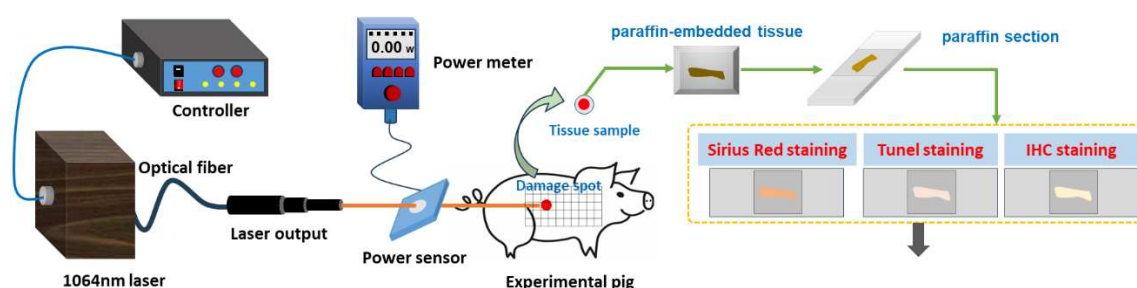 Controller
Optical fiber
1064nm laser
Laser output
0.00 w
Power meter
Power sensor
Damage spot
Experimental pig
Tissue sample
paraffin-embedded tissue
paraffin section
Sirius Red staining
Tunel staining
IHC staining